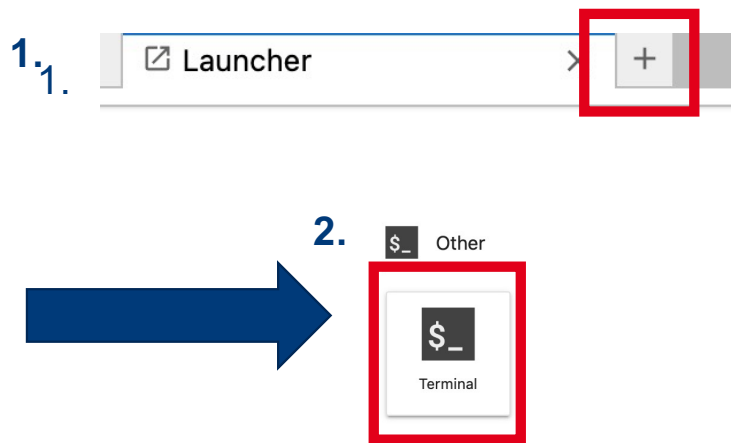 1.
1.
Launcher
2.
$_ Other
$_
Terminal